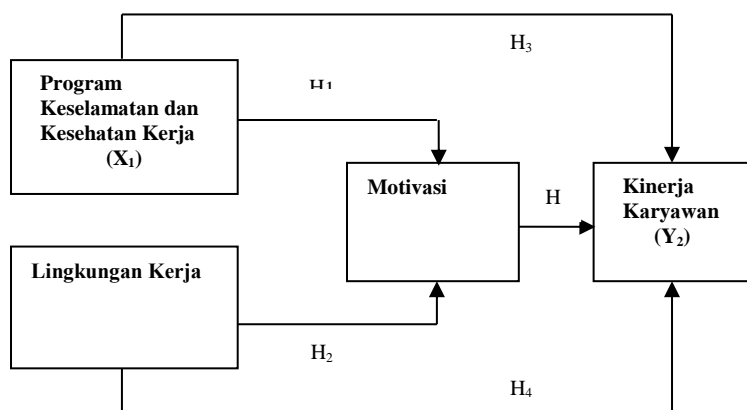 H₃
Program
Keselamatan dan
Kesehatan Kerja
(X₁)
H1
Motivasi
H
Kinerja
Karyawan
(Y₂)
Lingkungan Kerja
H₂
H₄